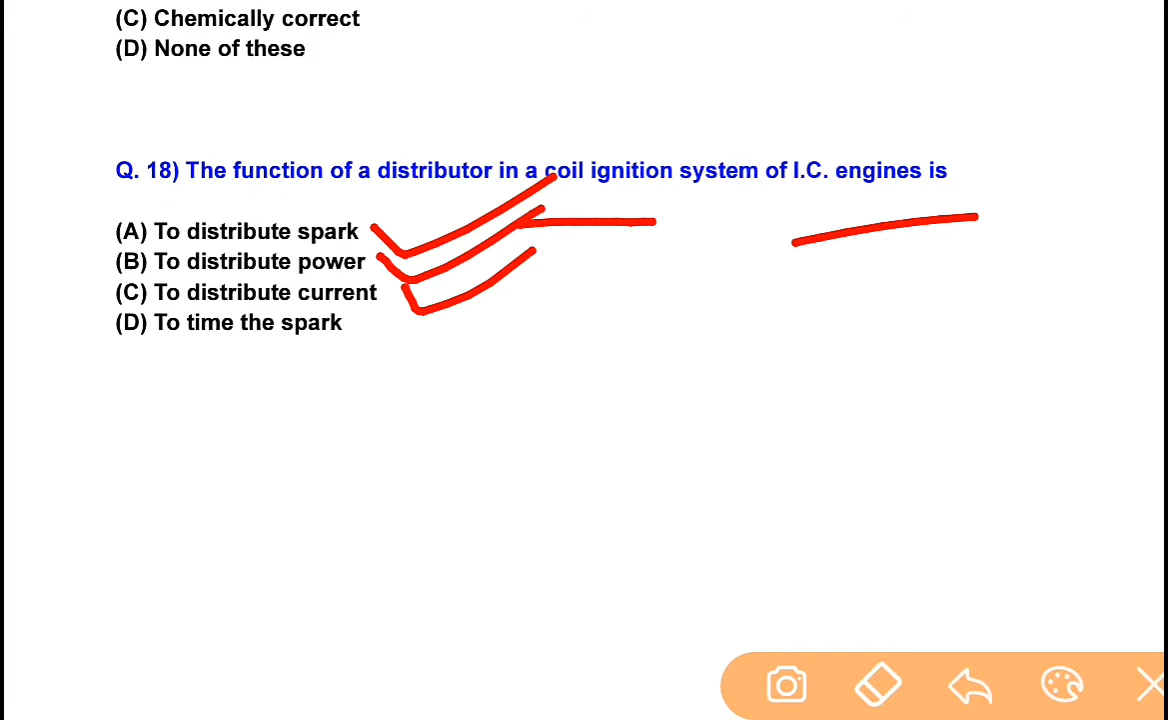 (C) Chemically correct
(D) None of these
Q. 18) The function of a distributor in a coil ignition system of I.C. engines is
(A) To distribute spark
(B) To distribute power
(C) To distribute current
(D) To time the spark